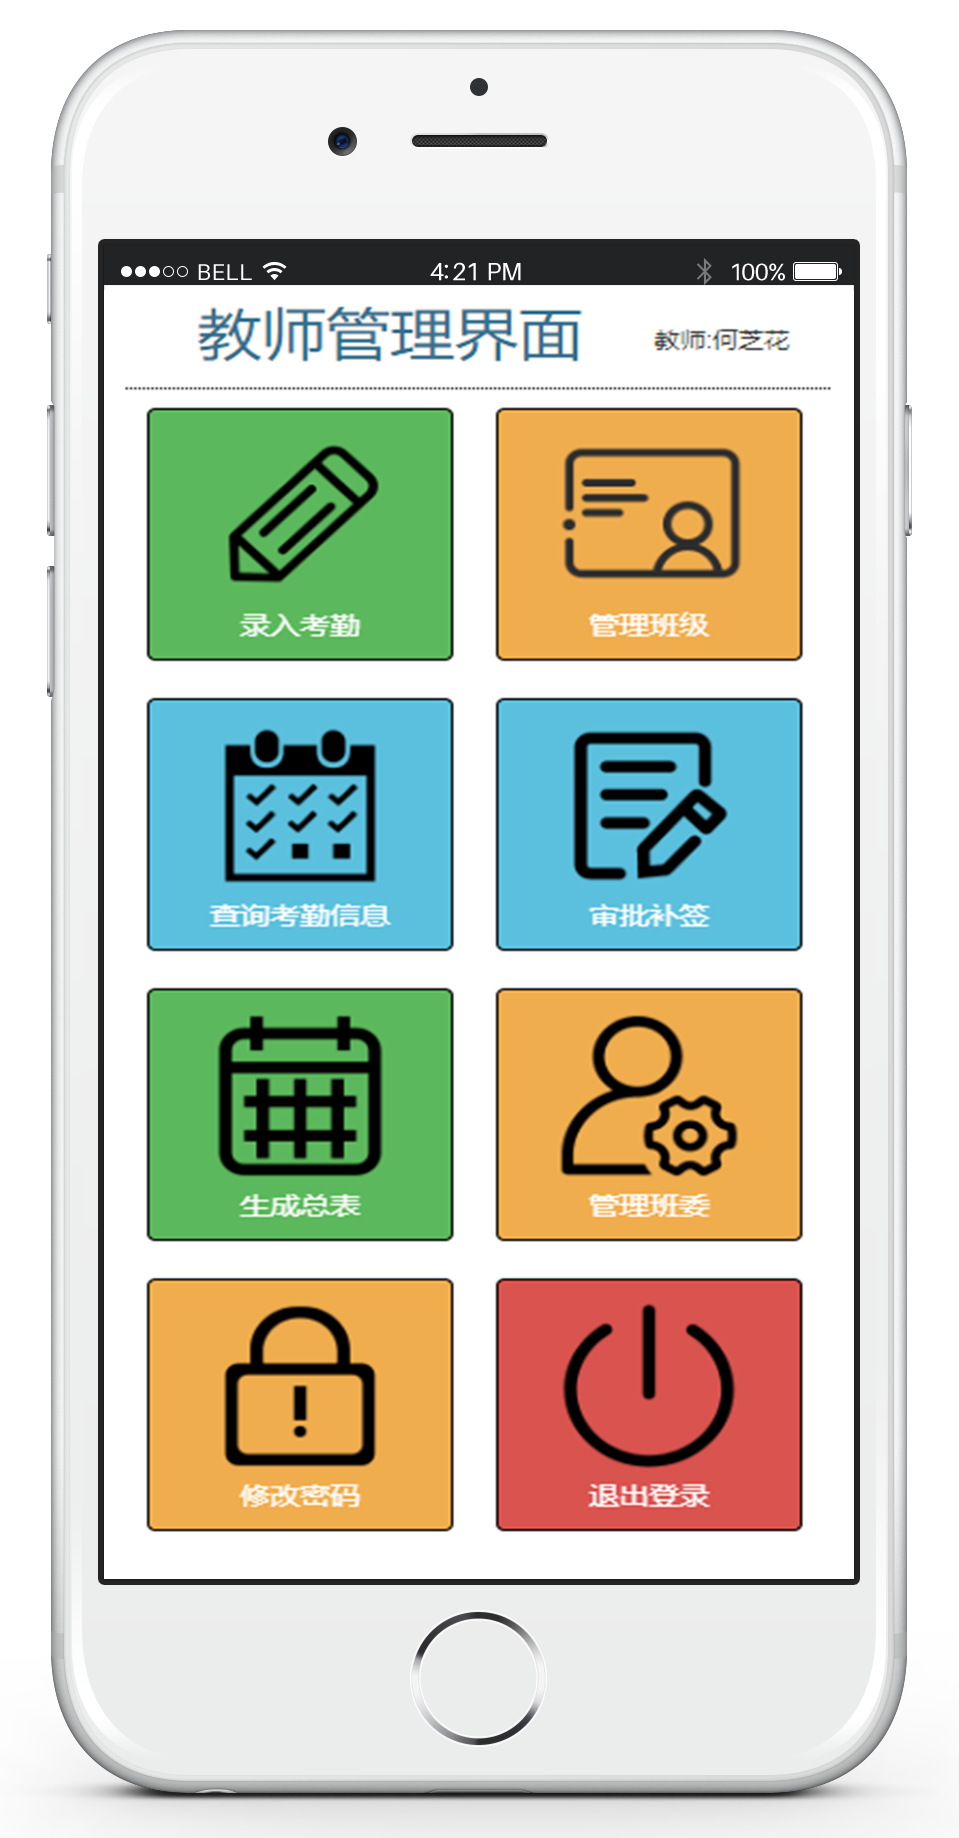 BELL 4:21 PM 100%
教师管理界面 教师:何芝花
录入考勤 管理班级
查询考勤信息 审批补签
生成总表 管理班委
修改密码 退出登录